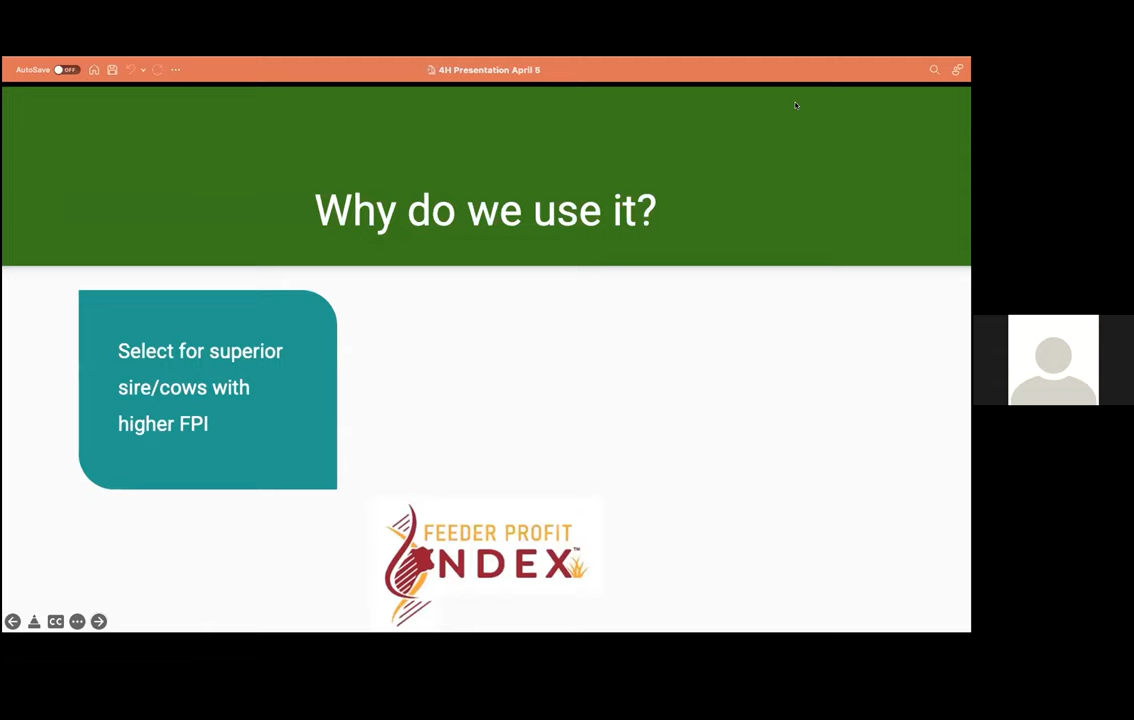 AutoSave OFF
4H Presentation April 5
Why do we use it?
Select for superior
sire/cows with
higher FPI
FEEDER PROFIT
INDEX™
CC